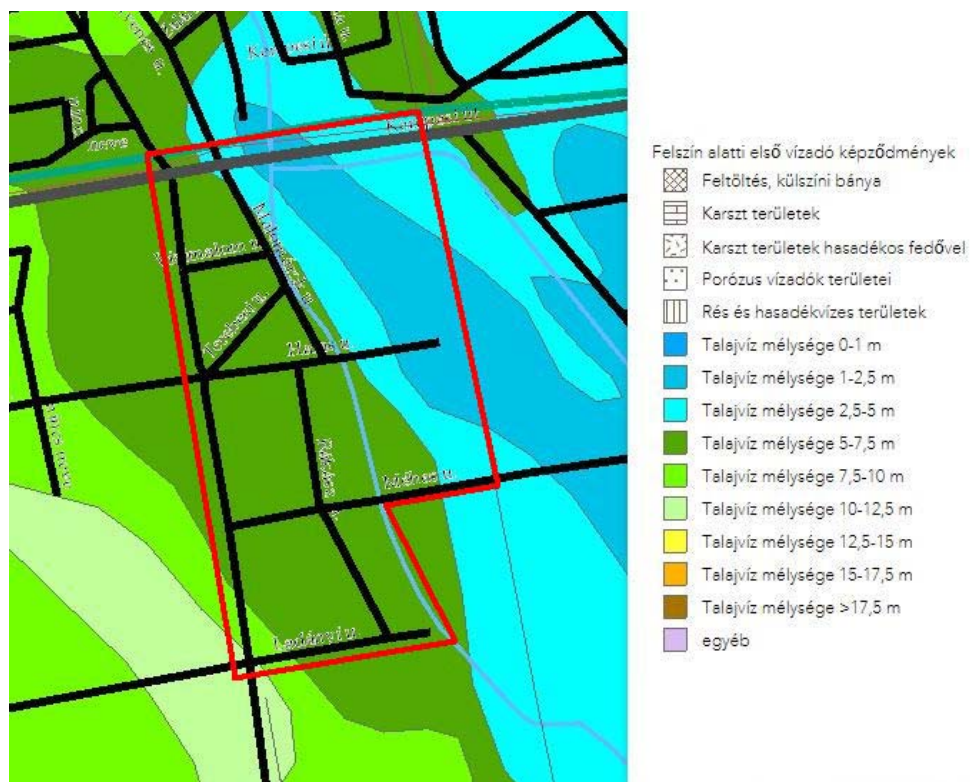 Kerepesi u.
Ladányi u.
Felszín alatti első vízadó képződmények
Feltöltés, külszíni bánya
Karszt területek
Karszt területek hasadékos fedővel
Porózus vízadók területei
Rés és hasadékvizes területek
Talajvíz mélysége 0-1 m
Talajvíz mélysége 1-2,5 m
Talajvíz mélysége 2,5-5 m
Talajvíz mélysége 5-7,5 m
Talajvíz mélysége 7,5-10 m
Talajvíz mélysége 10-12,5 m
Talajvíz mélysége 12,5-15 m
Talajvíz mélysége 15-17,5 m
Talajvíz mélysége >17,5 m
egyéb